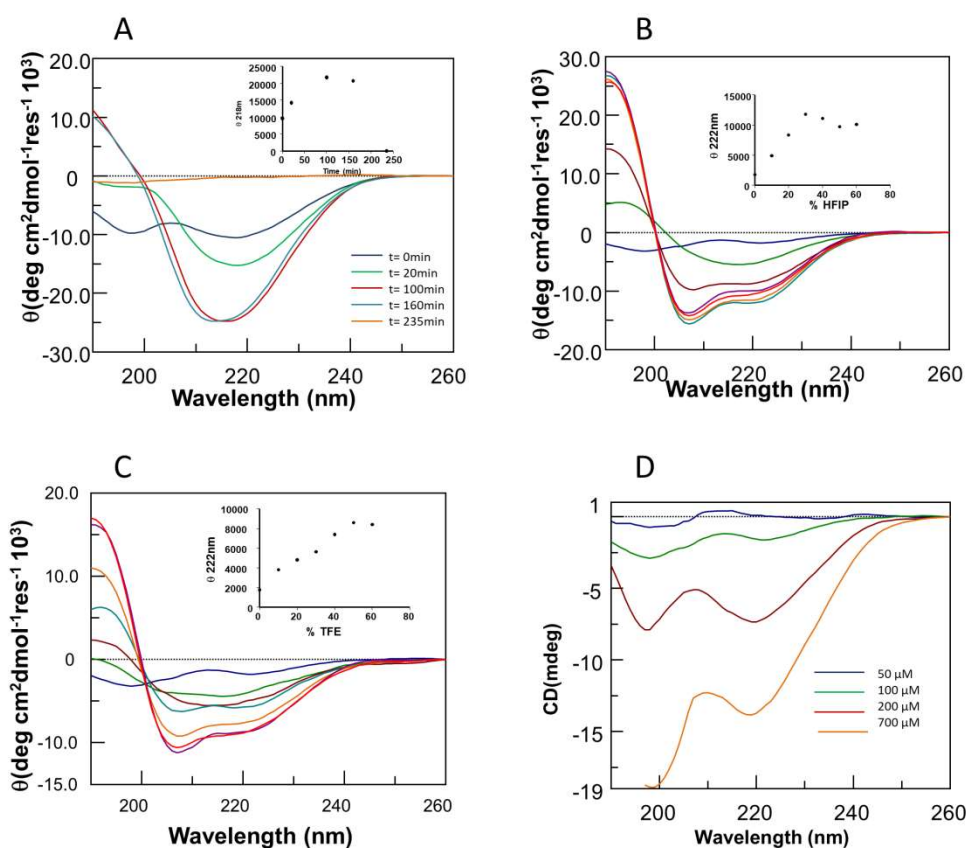 A
20.0
10.0
0
-10.0
-20.0
-30.0
θ(deg cm²dmol⁻¹res⁻¹ 10³)
200
220
240
260
Wavelength (nm)
25000
20000
15000
10000
5000
0
θ 218m
0
50
100
150
200
250
Time (min)
t= 0min
t= 20min
t= 100min
t= 160min
t= 235min
B
30.0
20.0
10.0
0
-10.0
-20.0
θ(deg cm²dmol⁻¹res⁻¹ 10³)
200
220
240
260
Wavelength (nm)
15000
10000
5000
0
θ 222nm
0
20
40
60
80
% HFIP
C
20.0
10.0
0
-10.0
-15.0
θ(deg cm²dmol⁻¹res⁻¹ 10³)
200
220
240
260
Wavelength (nm)
10000
8000
6000
4000
2000
0
θ 222nm
0
20
40
60
80
% TFE
D
1
-5
-10
-15
-19
CD(mdeg)
200
220
240
260
Wavelength (nm)
50 µM
100 µM
200 µM
700 µM